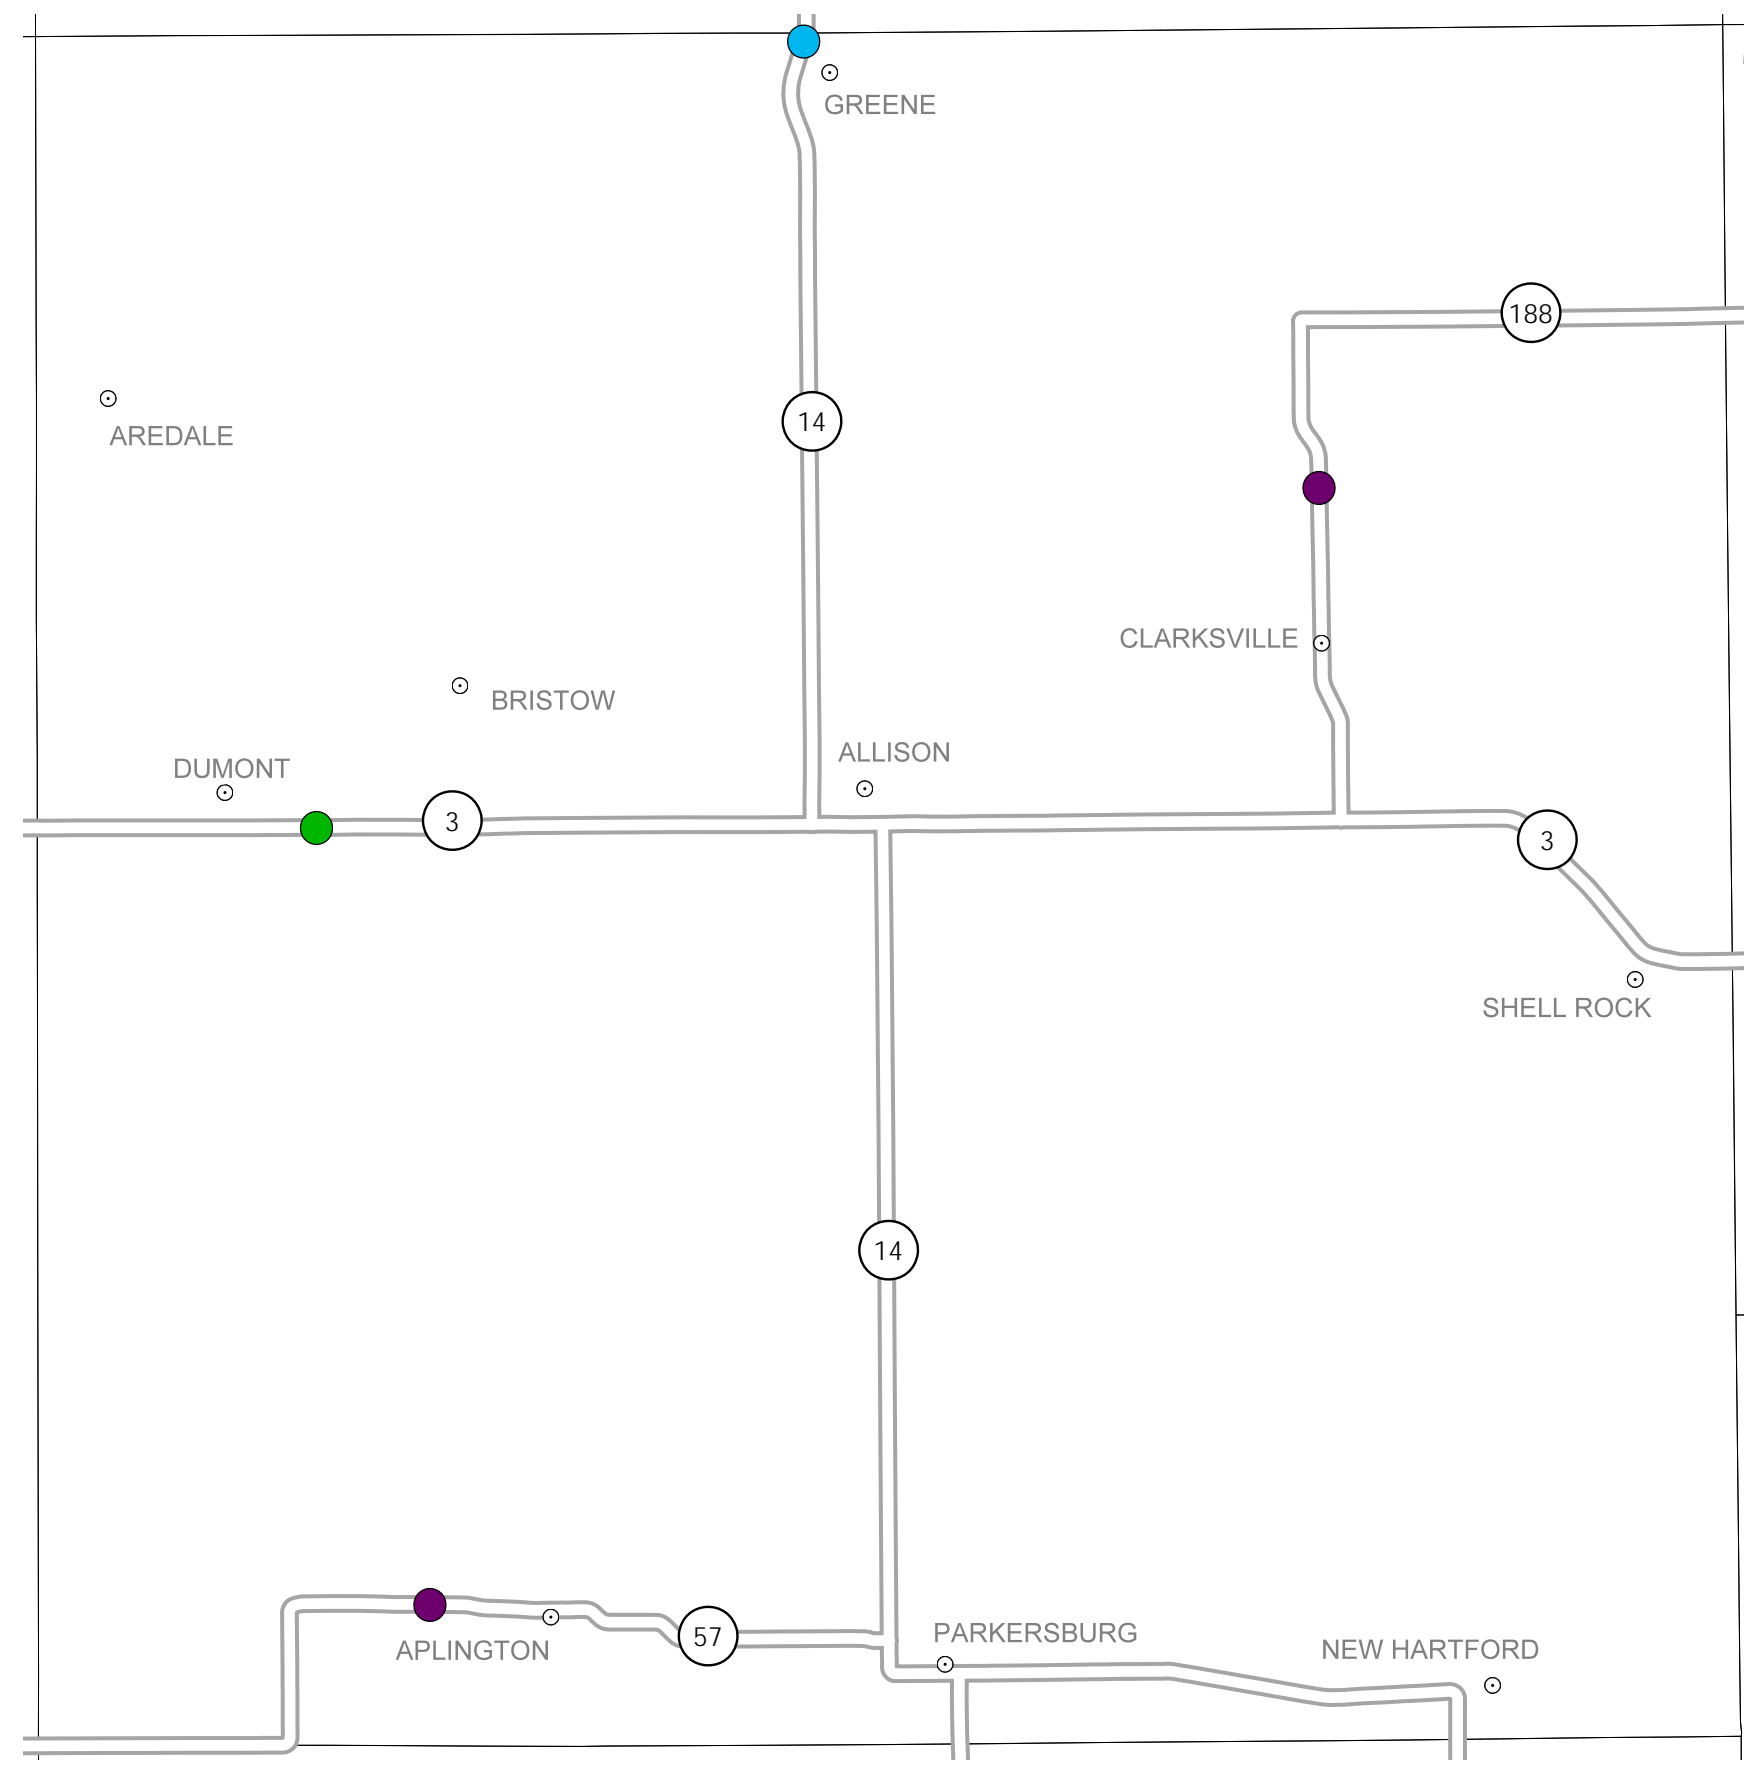 GREENE
188
14
AREDALE
CLARKSVILLE
BRISTOW
ALLISON
DUMONT
3
3
SHELL ROCK
14
PARKERSBURG
57
NEW HARTFORD
APLINGTON